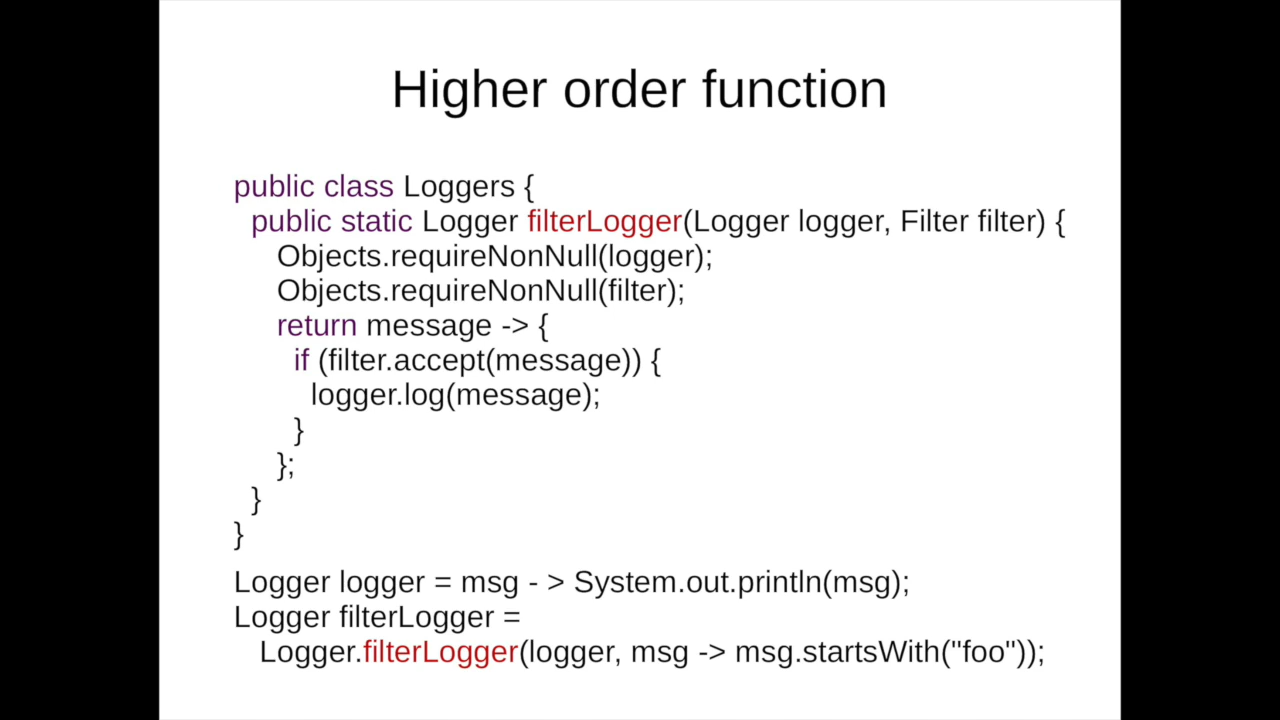 Higher order function
public class Loggers {
public static Logger filterLogger(Logger logger, Filter filter) {
Objects.requireNonNull(logger);
Objects.requireNonNull(filter);
return message -> {
if (filter.accept(message)) {
logger.log(message);
}
};
}
}
Logger logger = msg - > System.out.println(msg);
Logger filterLogger =
Logger.filterLogger(logger, msg -> msg.startsWith("foo"));